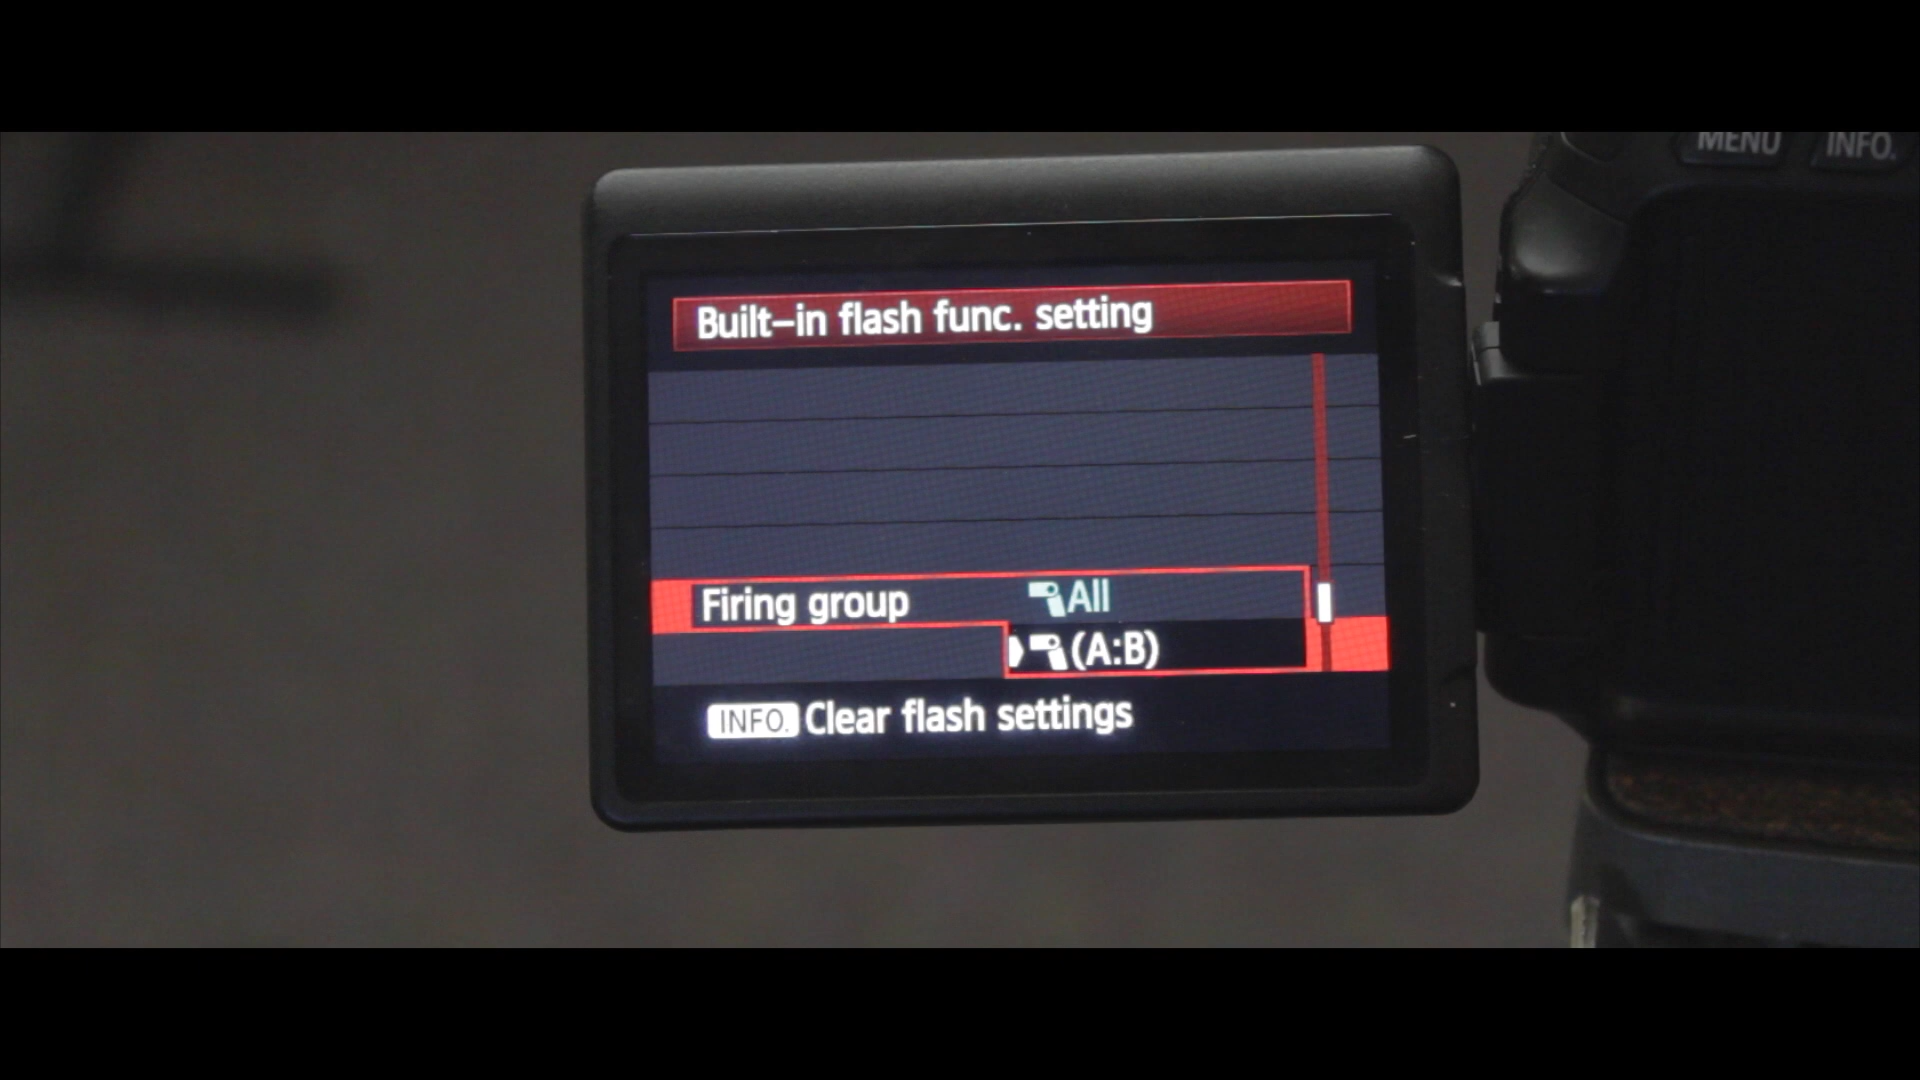 MENU INFO.
Built-in flash func. setting
Firing group All
(A:B)
INFO. Clear flash settings